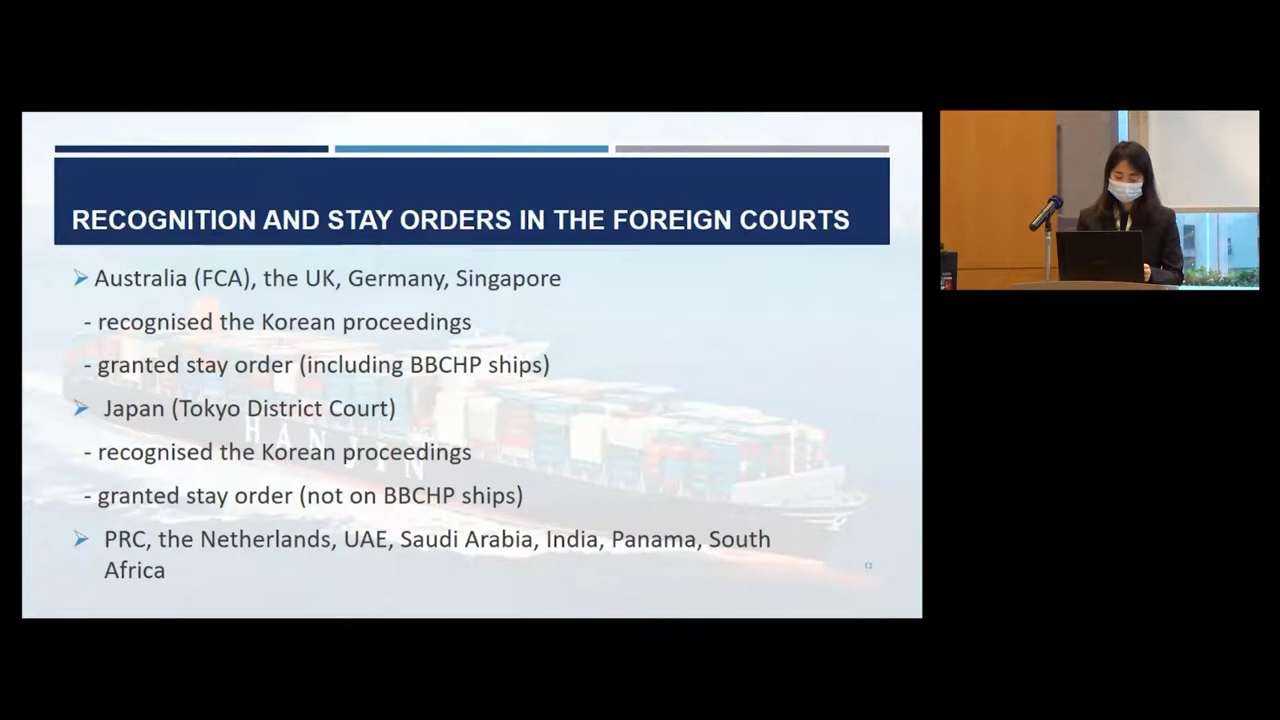 RECOGNITION AND STAY ORDERS IN THE FOREIGN COURTS
➢ Australia (FCA), the UK, Germany, Singapore
- recognised the Korean proceedings
- granted stay order (including BBCHP ships)
➢ Japan (Tokyo District Court)
- recognised the Korean proceedings
- granted stay order (not on BBCHP ships)
➢ PRC, the Netherlands, UAE, Saudi Arabia, India, Panama, South
Africa
HANJIN
13